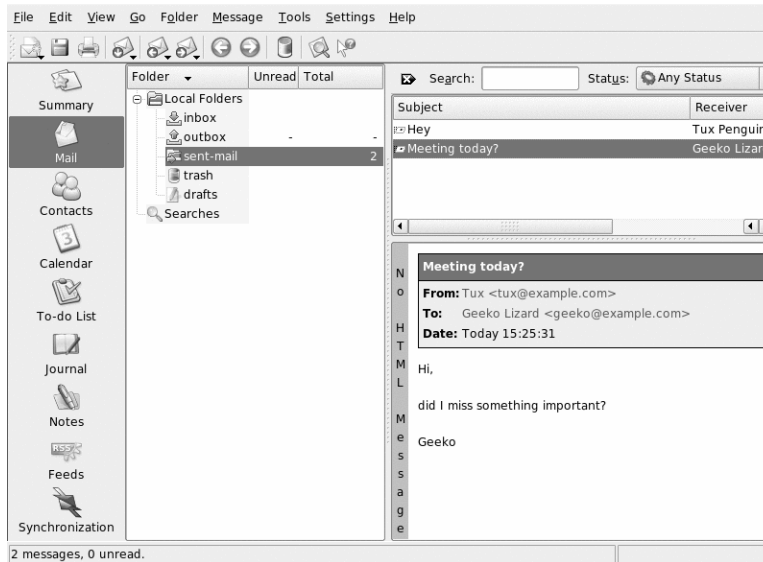 File Edit View Go Folder Message Tools Settings Help
Summary
Mail
Contacts
Calendar
To-do List
Journal
Notes
RSS
Feeds
Synchronization
Folder Unread Total
Local Folders
inbox
outbox - -
sent-mail 2
trash
drafts
Searches
Search: Status: Any Status
Subject Receiver
Hey Tux Penguin
Meeting today? Geeko Lizar
No HTML Message
Meeting today?
From: Tux <tux@example.com>
To: Geeko Lizard <geeko@example.com>
Date: Today 15:25:31
Hi,
did I miss something important?
Geeko
2 messages, 0 unread.